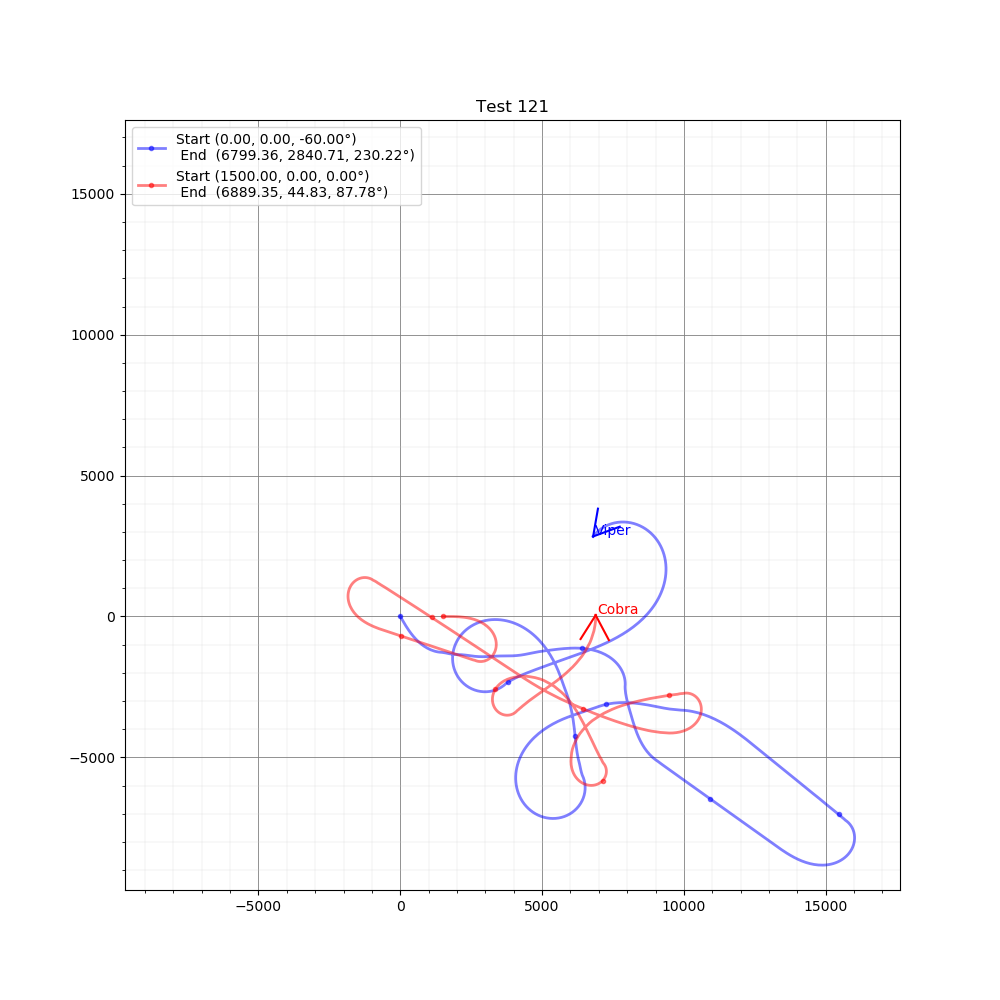 Test 121
Start (0.00, 0.00, -60.00°)
End  (6799.36, 2840.71, 230.22°)
Start (1500.00, 0.00, 0.00°)
End  (6889.35, 44.83, 87.78°)
15000
10000
5000
Viper
0
Cobra
−5000
−5000 0 5000 10000 15000